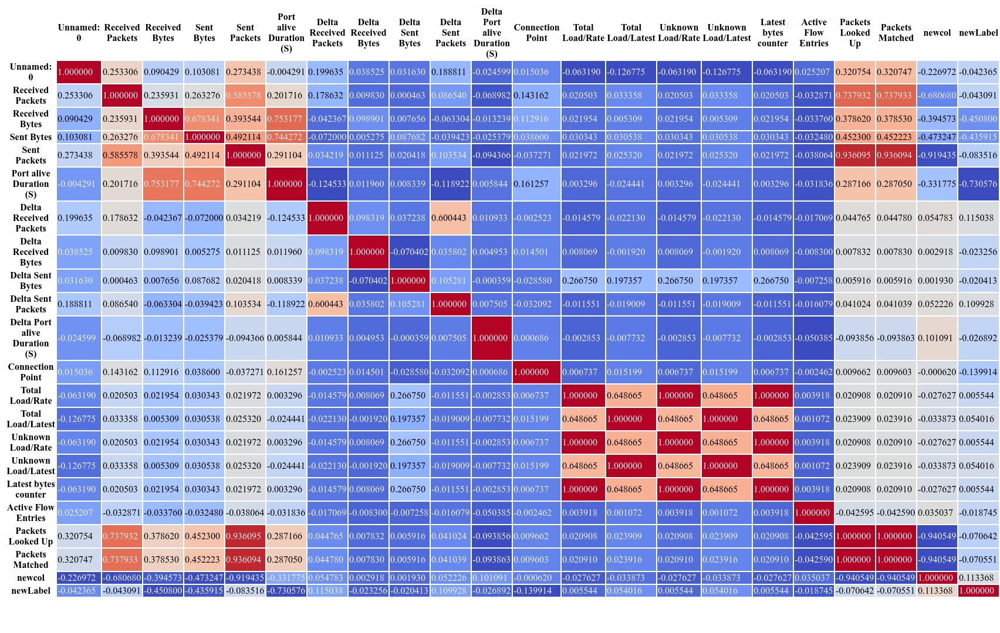 Unnamed: 0 Received Packets Received Bytes Sent Bytes Sent Packets Port alive Duration (S) Delta Received Packets Delta Received Bytes Delta Sent Bytes Delta Sent Packets Delta Port alive Duration (S) Connection Point Total Load/Rate Total Load/Latest Unknown Load/Rate Unknown Load/Latest Latest bytes counter Active Flow Entries Packets Looked Up Packets Matched newcol newLabel
Unnamed: 0 1.000000 0.253306 0.090429 0.103081 0.273438 -0.004291 0.199635 0.038525 0.031630 0.188811 -0.024599 0.015036 -0.063190 -0.126775 -0.063190 -0.126775 -0.063190 0.025207 0.320754 0.320747 -0.226972 -0.042365
Received Packets 0.253306 1.000000 0.235931 0.263276 0.585578 0.201716 0.178632 0.009830 0.000463 0.086540 -0.068982 0.143162 0.020503 0.033358 0.020503 0.033358 0.020503 -0.032871 0.737932 0.737933 -0.680680 -0.043091
Received Bytes 0.090429 0.235931 1.000000 0.678341 0.393544 0.753177 -0.042367 0.098901 0.007656 -0.063304 -0.013239 0.112916 0.021954 0.005309 0.021954 0.005309 0.021954 -0.033760 0.378620 0.378530 -0.394573 -0.450800
Sent Bytes 0.103081 0.263276 0.678341 1.000000 0.492114 0.744272 -0.072000 0.005275 0.087682 -0.039423 -0.025379 0.038600 0.030343 0.030538 0.030343 0.030538 0.030343 -0.032480 0.452300 0.452223 -0.473247 -0.435915
Sent Packets 0.273438 0.585578 0.393544 0.492114 1.000000 0.291104 0.034219 0.011125 0.020418 0.103534 -0.094366 -0.037271 0.021972 0.025320 0.021972 0.025320 0.021972 -0.038064 0.936095 0.936094 -0.919435 -0.083516
Port alive Duration (S) -0.004291 0.201716 0.753177 0.744272 0.291104 1.000000 -0.124533 0.011960 0.008339 -0.118922 0.005844 0.161257 0.003296 -0.024441 0.003296 -0.024441 0.003296 -0.031836 0.287166 0.287050 -0.331775 -0.730576
Delta Received Packets 0.199635 0.178632 -0.042367 -0.072000 0.034219 -0.124533 1.000000 0.098319 0.037238 0.600443 0.010933 -0.002523 -0.014579 -0.022130 -0.014579 -0.022130 -0.014579 -0.017069 0.044765 0.044780 0.054783 0.115038
Delta Received Bytes 0.038525 0.009830 0.098901 0.005275 0.011125 0.011960 0.098319 1.000000 -0.070402 0.035802 0.004953 0.014501 0.008069 -0.001920 0.008069 -0.001920 0.008069 -0.008300 0.007832 0.007830 0.002918 -0.023256
Delta Sent Bytes 0.031630 0.000463 0.007656 0.087682 0.020418 0.008339 0.037238 -0.070402 1.000000 0.105281 -0.000359 -0.028580 0.266750 0.197357 0.266750 0.197357 0.266750 -0.007258 0.005916 0.005916 0.001930 -0.020413
Delta Sent Packets 0.188811 0.086540 -0.063304 -0.039423 0.103534 -0.118922 0.600443 0.035802 0.105281 1.000000 0.007505 -0.032092 -0.011551 -0.019009 -0.011551 -0.019009 -0.011551 -0.016079 0.041024 0.041039 0.052226 0.109928
Delta Port alive Duration (S) -0.024599 -0.068982 -0.013239 -0.025379 -0.094366 0.005844 0.010933 0.004953 -0.000359 0.007505 1.000000 0.000686 -0.002853 -0.007732 -0.002853 -0.007732 -0.002853 -0.050385 -0.093856 -0.093863 0.101091 -0.026892
Connection Point 0.015036 0.143162 0.112916 0.038600 -0.037271 0.161257 -0.002523 0.014501 -0.028580 -0.032092 0.000686 1.000000 0.006737 0.015199 0.006737 0.015199 0.006737 -0.002462 0.009662 0.009603 -0.000620 -0.139914
Total Load/Rate -0.063190 0.020503 0.021954 0.030343 0.021972 0.003296 -0.014579 0.008069 0.266750 -0.011551 -0.002853 0.006737 1.000000 0.648665 1.000000 0.648665 1.000000 0.003918 0.020908 0.020910 -0.027627 0.005544
Total Load/Latest -0.126775 0.033358 0.005309 0.030538 0.025320 -0.024441 -0.022130 -0.001920 0.197357 -0.019009 -0.007732 0.015199 0.648665 1.000000 0.648665 1.000000 0.648665 0.001072 0.023909 0.023916 -0.033873 0.054016
Unknown Load/Rate -0.063190 0.020503 0.021954 0.030343 0.021972 0.003296 -0.014579 0.008069 0.266750 -0.011551 -0.002853 0.006737 1.000000 0.648665 1.000000 0.648665 1.000000 0.003918 0.020908 0.020910 -0.027627 0.005544
Unknown Load/Latest -0.126775 0.033358 0.005309 0.030538 0.025320 -0.024441 -0.022130 -0.001920 0.197357 -0.019009 -0.007732 0.015199 0.648665 1.000000 0.648665 1.000000 0.648665 0.001072 0.023909 0.023916 -0.033873 0.054016
Latest bytes counter -0.063190 0.020503 0.021954 0.030343 0.021972 0.003296 -0.014579 0.008069 0.266750 -0.011551 -0.002853 0.006737 1.000000 0.648665 1.000000 0.648665 1.000000 0.003918 0.020908 0.020910 -0.027627 0.005544
Active Flow Entries 0.025207 -0.032871 -0.033760 -0.032480 -0.038064 -0.031836 -0.017069 -0.008300 -0.007258 -0.016079 -0.050385 -0.002462 0.003918 0.001072 0.003918 0.001072 0.003918 1.000000 -0.042595 -0.042590 0.035037 -0.018745
Packets Looked Up 0.320754 0.737932 0.378620 0.452300 0.936095 0.287166 0.044765 0.007832 0.005916 0.041024 -0.093856 0.009662 0.020908 0.023909 0.020908 0.023909 0.020908 -0.042595 1.000000 1.000000 -0.940549 -0.070642
Packets Matched 0.320747 0.737933 0.378530 0.452223 0.936094 0.287050 0.044780 0.007830 0.005916 0.041039 -0.093863 0.009603 0.020910 0.023916 0.020910 0.023916 0.020910 -0.042590 1.000000 1.000000 -0.940549 -0.070551
newcol -0.226972 -0.680680 -0.394573 -0.473247 -0.919435 -0.331775 0.054783 0.002918 0.001930 0.052226 0.101091 -0.000620 -0.027627 -0.033873 -0.027627 -0.033873 -0.027627 0.035037 -0.940549 -0.940549 1.000000 0.113368
newLabel -0.042365 -0.043091 -0.450800 -0.435915 -0.083516 -0.730576 0.115038 -0.023256 -0.020413 0.109928 -0.026892 -0.139914 0.005544 0.054016 0.005544 0.054016 0.005544 -0.018745 -0.070642 -0.070551 0.113368 1.000000